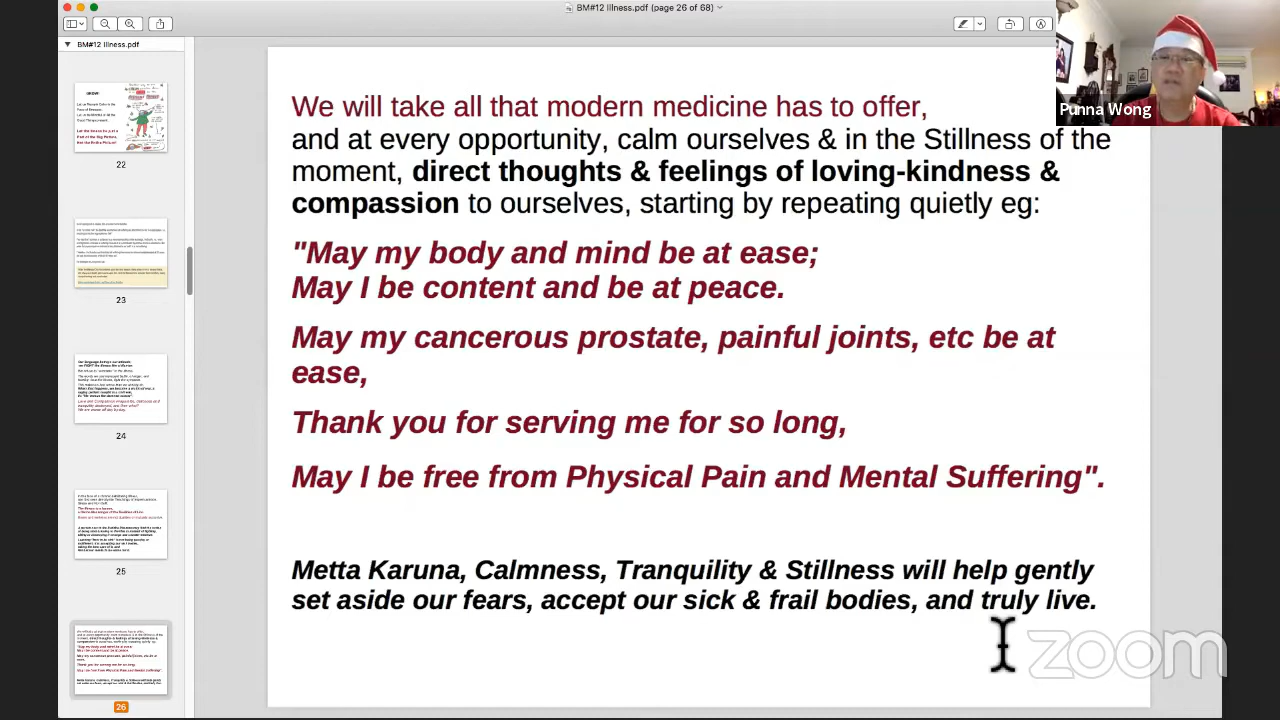 BM#12 Illness.pdf (page 26 of 68)
BM#12 Illness.pdf
22
23
24
25
26
We will take all that modern medicine has to offer,
and at every opportunity, calm ourselves & in the Stillness of the
moment, direct thoughts & feelings of loving-kindness &
compassion to ourselves, starting by repeating quietly eg:
"May my body and mind be at ease;
May I be content and be at peace.
May my cancerous prostate, painful joints, etc be at
ease,
Thank you for serving me for so long,
May I be free from Physical Pain and Mental Suffering".
Metta Karuna, Calmness, Tranquility & Stillness will help gently
set aside our fears, accept our sick & frail bodies, and truly live.
Punna Wong
zoom